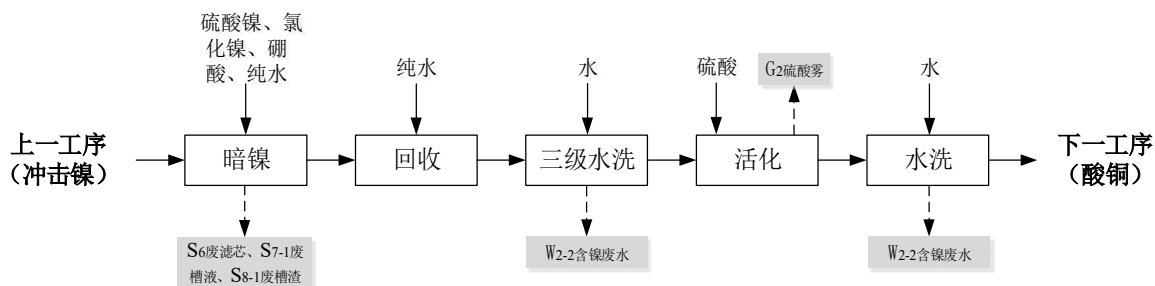 硫酸镍、氯
化镍、硼
酸、纯水
纯水
水
硫酸
G2硫酸雾
水
上一工序
（冲击镍）
暗镍
回收
三级水洗
活化
水洗
下一工序
（酸铜）
S6废滤芯、S7-1废
槽液、S8-1废槽渣
W2-2含镍废水
W2-2含镍废水